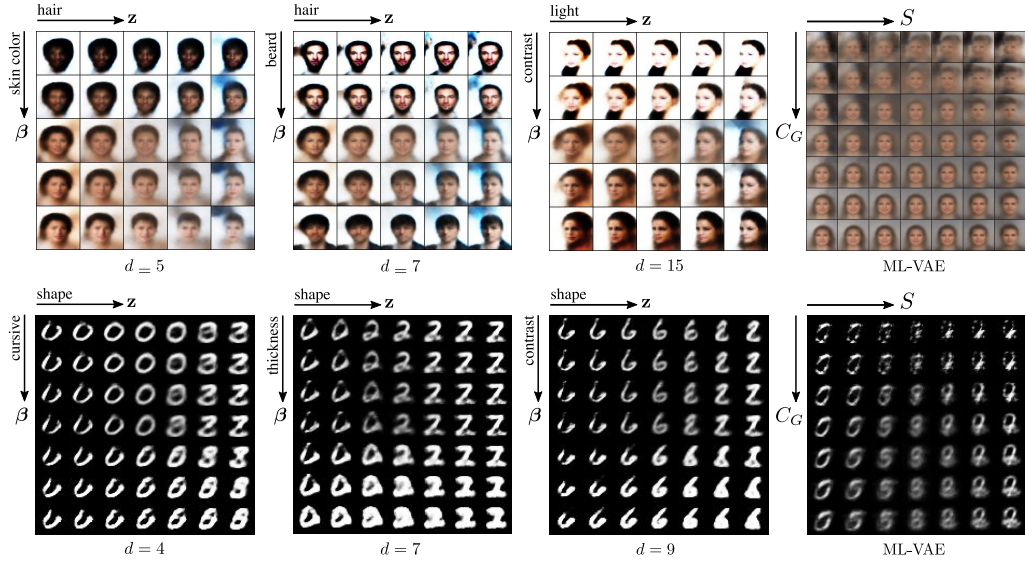 hair z
skin color
β
d = 5
hair z
beard
β
d = 7
light z
contrast
β
d = 15
S
C_G
ML-VAE
shape z
cursive
β
d = 4
shape z
thickness
β
d = 7
shape z
contrast
β
d = 9
S
C_G
ML-VAE